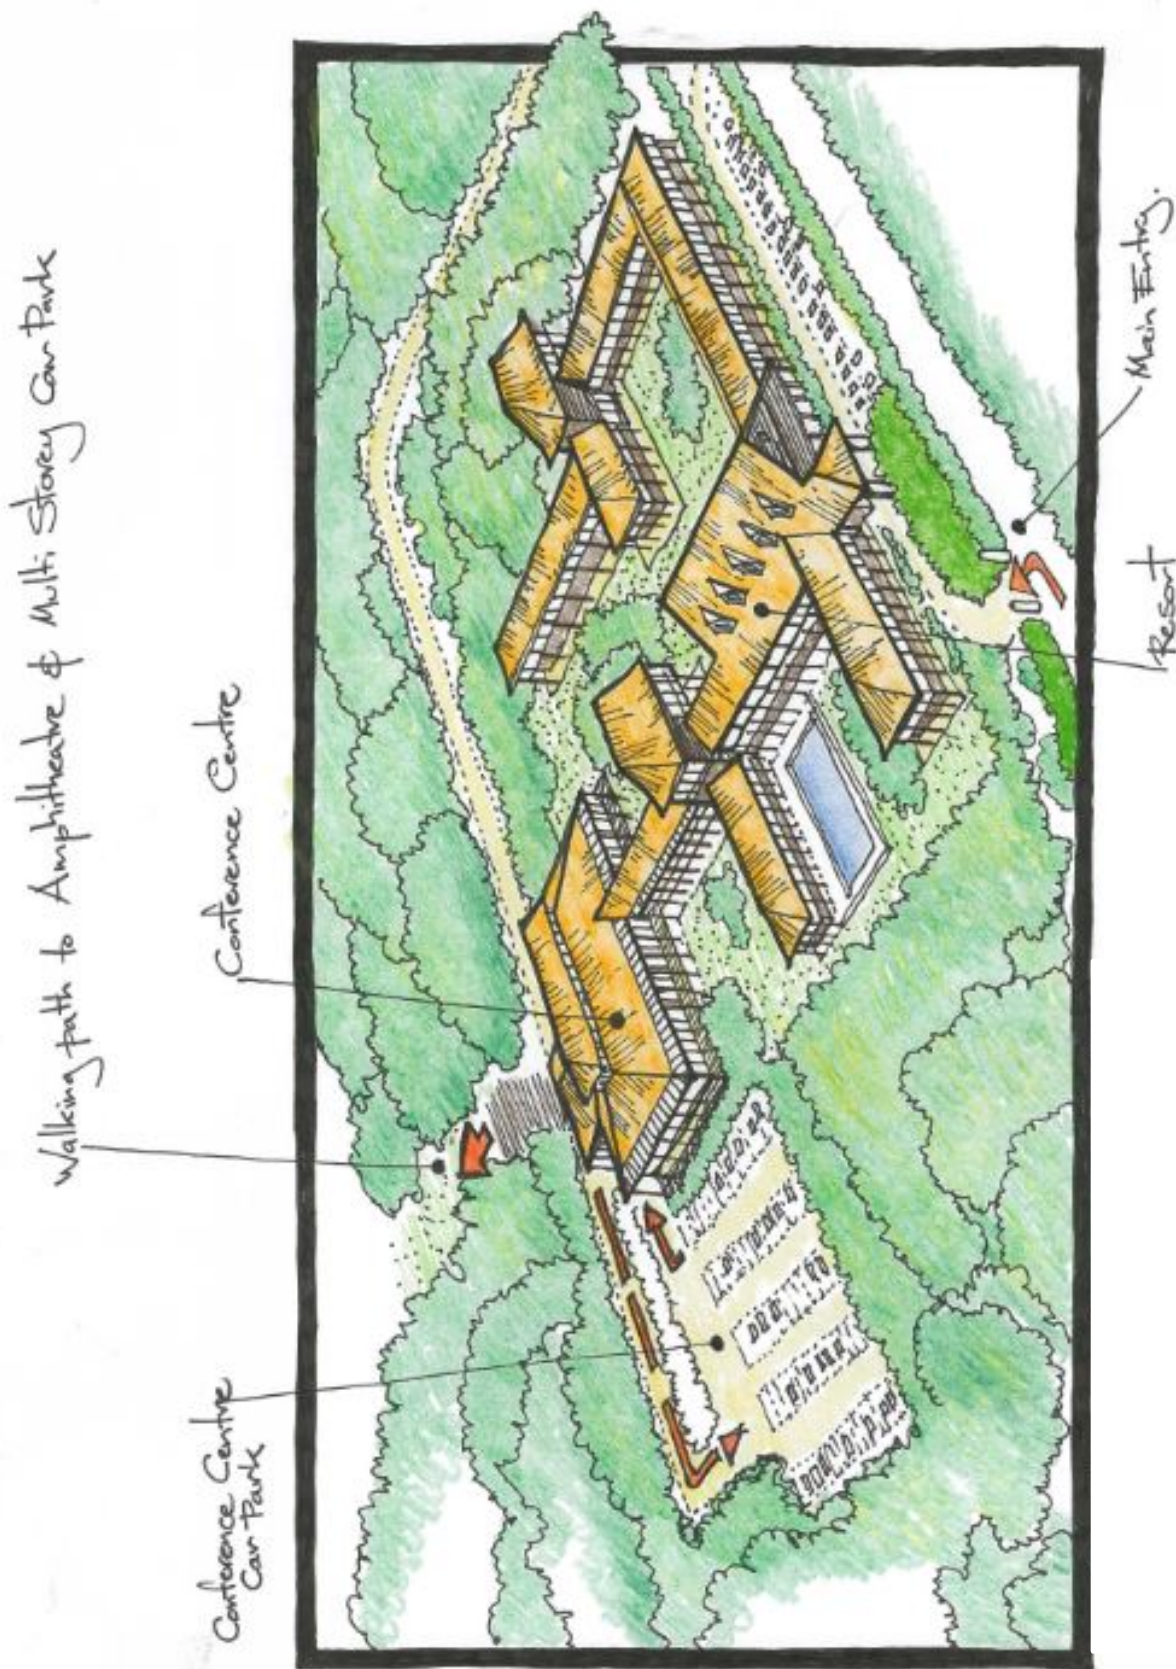 Conference Centre
Car Park
Conference Centre
Walking path to Amphitheatre & Multi Storey Car Park
Resort
Main Entry.